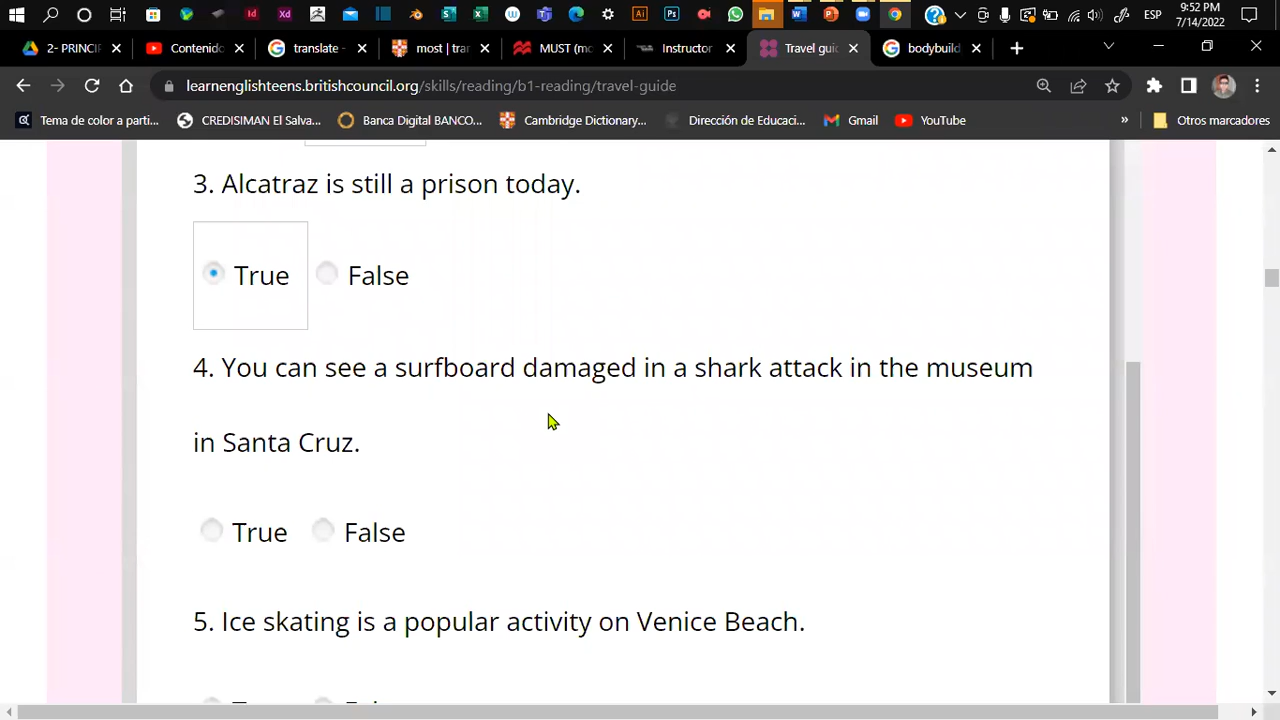 9:52 PM
ESP
7/14/2022
2-PRINCIF
Contenido
translate -
most | trar
MUST (mo
Instructor
Travel guid
bodybuild
learnenglishteens.britishcouncil.org/skills/reading/b1-reading/travel-guide
Tema de color a parti...
CREDISIMAN El Salva...
Banca Digital BANCO...
Cambridge Dictionary...
Dirección de Educaci...
Gmail
YouTube
»
Otros marcadores
3. Alcatraz is still a prison today.
True False
4. You can see a surfboard damaged in a shark attack in the museum
in Santa Cruz.
True False
5. Ice skating is a popular activity on Venice Beach.